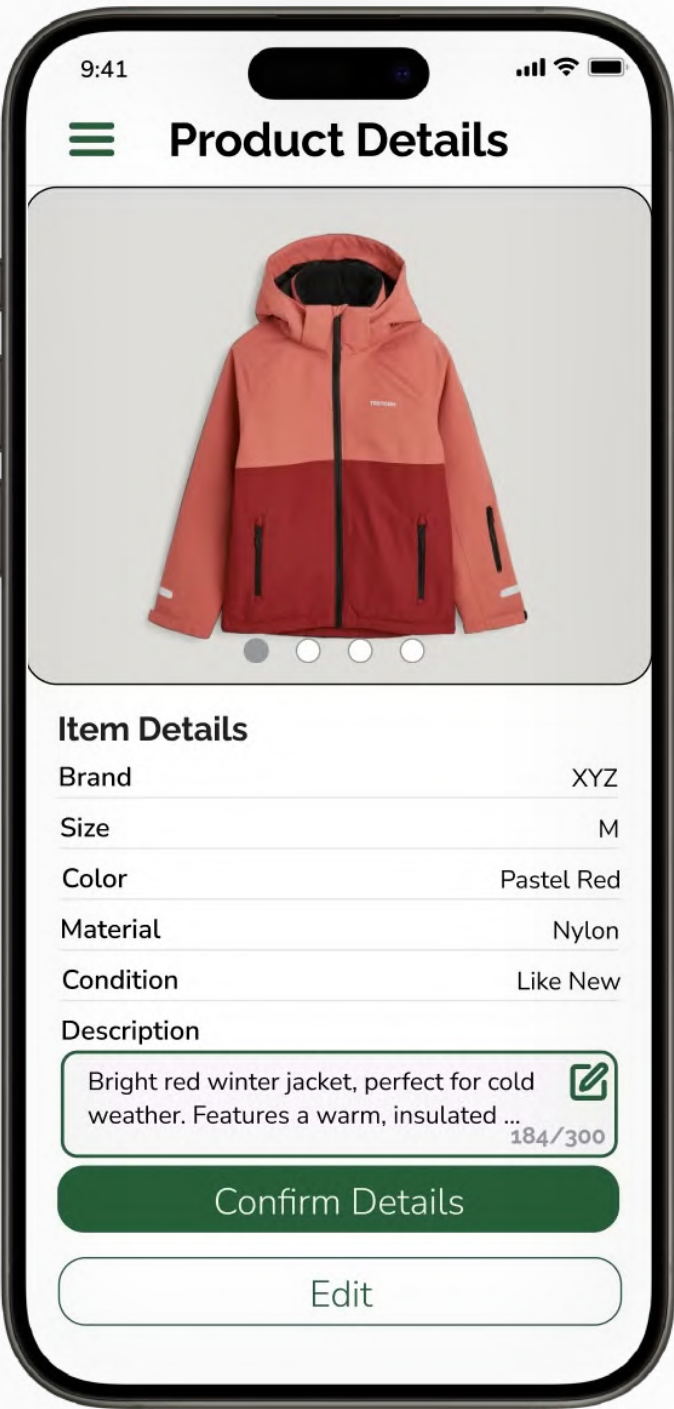 9:41
Product Details
Item Details
Brand XYZ
Size M
Color Pastel Red
Material Nylon
Condition Like New
Description
Bright red winter jacket, perfect for cold
weather. Features a warm, insulated ...
184/300
Confirm Details
Edit